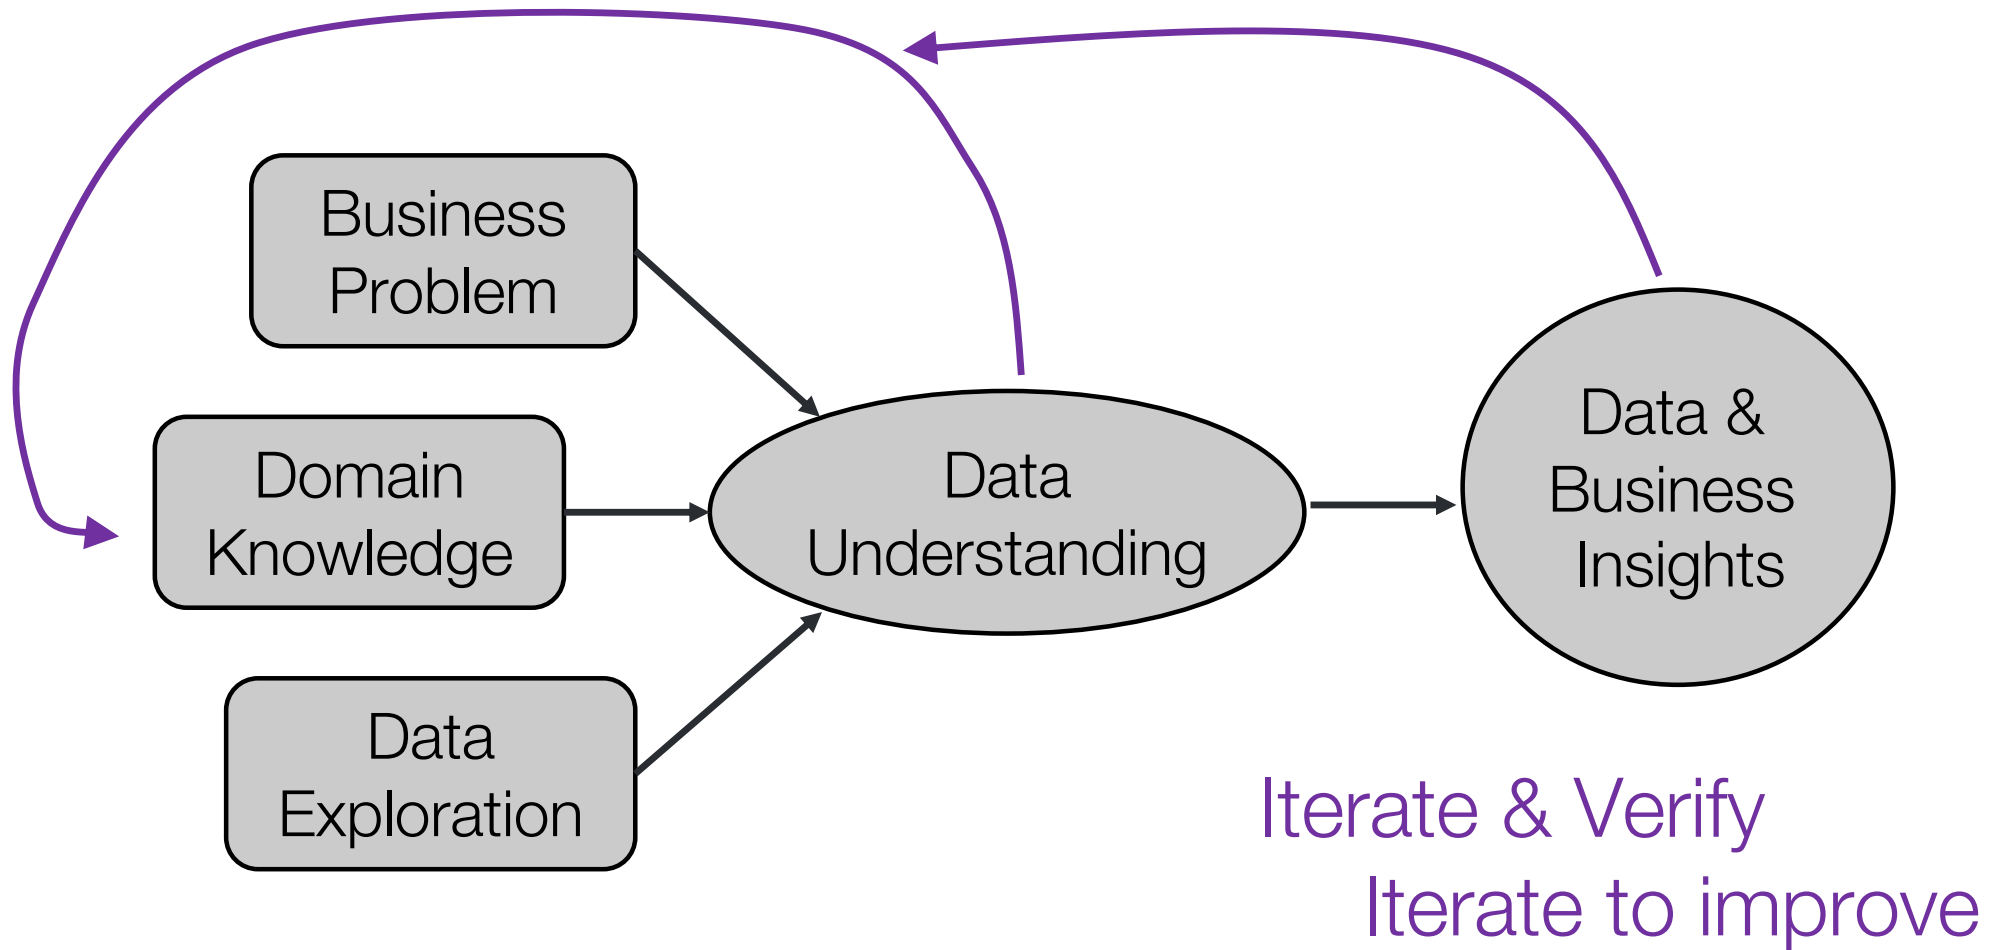 Business
Problem
Domain
Knowledge
Data
Exploration
Data
Understanding
Data &
Business
Insights
Iterate & Verify
Iterate to improve